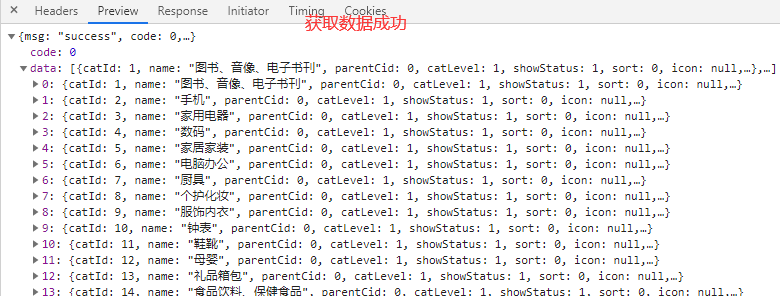 Headers Preview Response Initiator Timing Cookies
获取数据成功
{msg: "success", code: 0,…}
code: 0
data: [{catId: 1, name: "图书、音像、电子书刊", parentCid: 0, catLevel: 1, showStatus: 1, sort: 0, icon: null,…},…]
0: {catId: 1, name: "图书、音像、电子书刊", parentCid: 0, catLevel: 1, showStatus: 1, sort: 0, icon: null,…}
1: {catId: 2, name: "手机", parentCid: 0, catLevel: 1, showStatus: 1, sort: 0, icon: null,…}
2: {catId: 3, name: "家用电器", parentCid: 0, catLevel: 1, showStatus: 1, sort: 0, icon: null,…}
3: {catId: 4, name: "数码", parentCid: 0, catLevel: 1, showStatus: 1, sort: 0, icon: null,…}
4: {catId: 5, name: "家居家装", parentCid: 0, catLevel: 1, showStatus: 1, sort: 0, icon: null,…}
5: {catId: 6, name: "电脑办公", parentCid: 0, catLevel: 1, showStatus: 1, sort: 0, icon: null,…}
6: {catId: 7, name: "厨具", parentCid: 0, catLevel: 1, showStatus: 1, sort: 0, icon: null,…}
7: {catId: 8, name: "个护化妆", parentCid: 0, catLevel: 1, showStatus: 1, sort: 0, icon: null,…}
8: {catId: 9, name: "服饰内衣", parentCid: 0, catLevel: 1, showStatus: 1, sort: 0, icon: null,…}
9: {catId: 10, name: "钟表", parentCid: 0, catLevel: 1, showStatus: 1, sort: 0, icon: null,…}
10: {catId: 11, name: "鞋靴", parentCid: 0, catLevel: 1, showStatus: 1, sort: 0, icon: null,…}
11: {catId: 12, name: "母婴", parentCid: 0, catLevel: 1, showStatus: 1, sort: 0, icon: null,…}
12: {catId: 13, name: "礼品箱包", parentCid: 0, catLevel: 1, showStatus: 1, sort: 0, icon: null,…}
13: {catId: 14, name: "食品饮料、保健食品", parentCid: 0, catLevel: 1, showStatus: 1, sort: 0, icon: null,…}